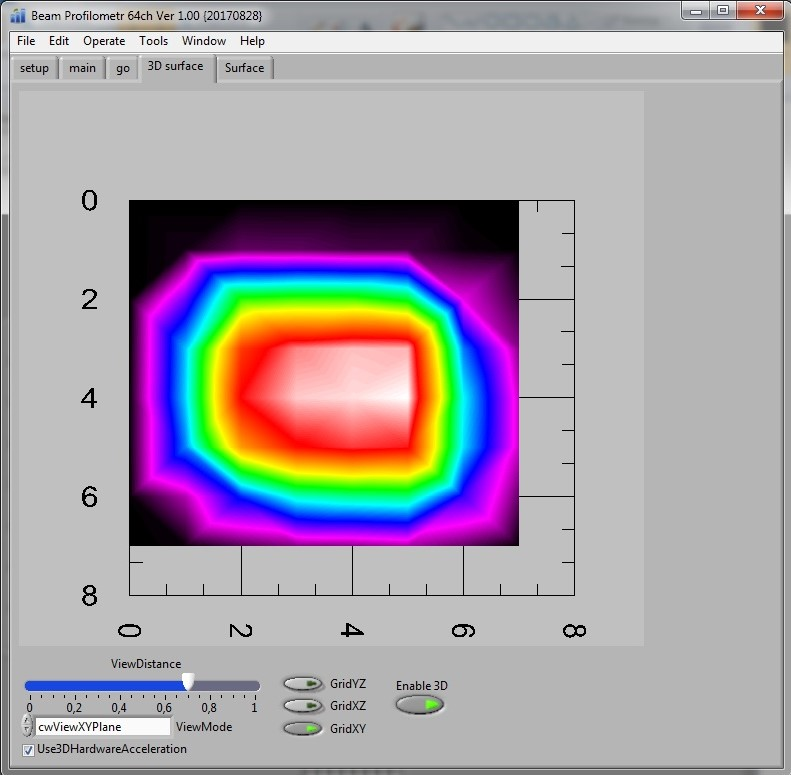 Beam Profilometr 64ch Ver 1.00 {20170828}
File Edit Operate Tools Window Help
setup main go 3D surface Surface
0
2
4
6
8
0 2 4 6 8
ViewDistance
0 0,2 0,4 0,6 0,8 1
cwViewXYPlane ViewMode
Use3DHardwareAcceleration
GridYZ
GridXZ
GridXY
Enable 3D